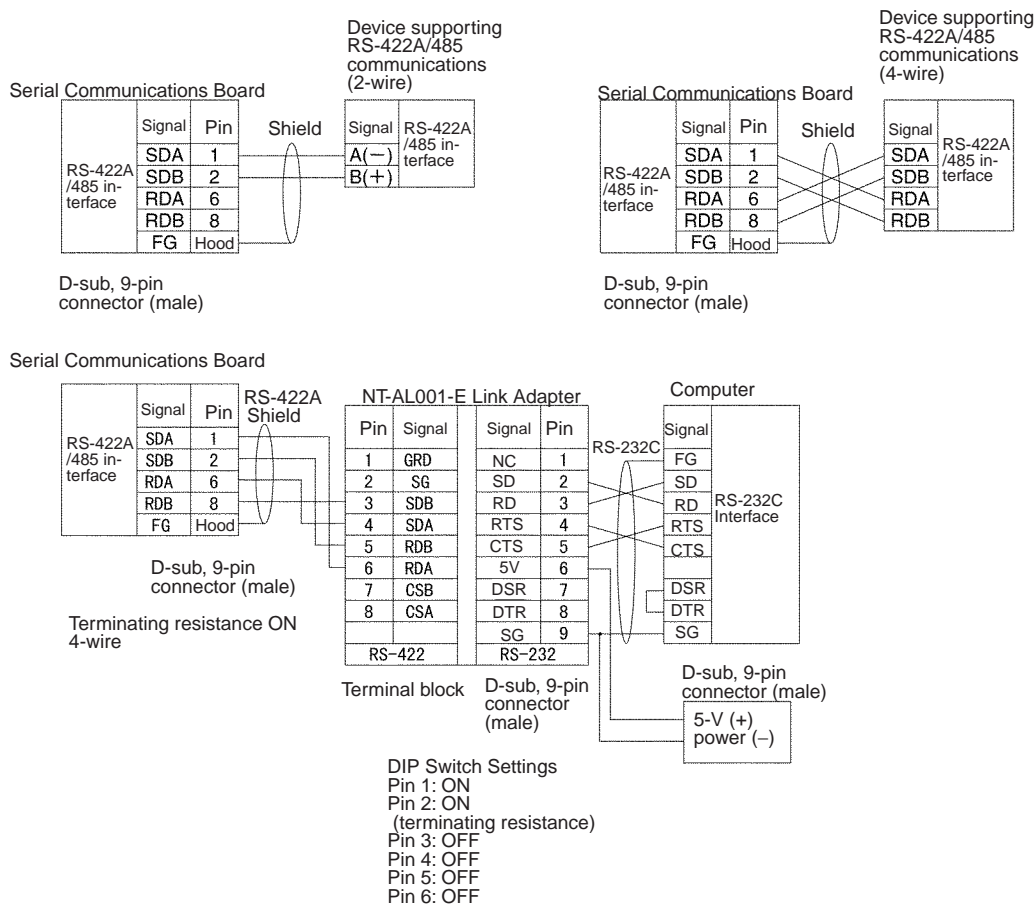 Device supporting
RS-422A/485
communications
(2-wire)
Serial Communications Board
Signal Pin Shield Signal RS-422A
/485 in-
terface
RS-422A
/485 in-
terface
SDA 1 A(−)
SDB 2 B(+)
RDA 6
RDB 8
FG Hood
D-sub, 9-pin
connector (male)
Device supporting
RS-422A/485
communications
(4-wire)
Serial Communications Board
Signal Pin Shield Signal RS-422A
/485 in-
terface
RS-422A
/485 in-
terface
SDA 1 SDA
SDB 2 SDB
RDA 6 RDA
RDB 8 RDB
FG Hood
D-sub, 9-pin
connector (male)
Serial Communications Board
RS-422A
/485 in-
terface
Signal Pin
SDA 1
SDB 2
RDA 6
RDB 8
FG Hood
RS-422A
Shield
D-sub, 9-pin
connector (male)
Terminating resistance ON
4-wire
NT-AL001-E Link Adapter
Pin Signal Signal Pin
1 GRD NC 1
2 SG SD 2
3 SDB RD 3
4 SDA RTS 4
5 RDB CTS 5
6 RDA 5V 6
7 CSB DSR 7
8 CSA DTR 8
SG 9
RS-422 RS-232
Terminal block
D-sub, 9-pin
connector
(male)
RS-232C
Computer
Signal
FG
SD
RD
RTS
CTS
DSR
DTR
SG
RS-232C
Interface
D-sub, 9-pin
connector (male)
5-V (+)
power (−)
DIP Switch Settings
Pin 1: ON
Pin 2: ON
(terminating resistance)
Pin 3: OFF
Pin 4: OFF
Pin 5: OFF
Pin 6: OFF